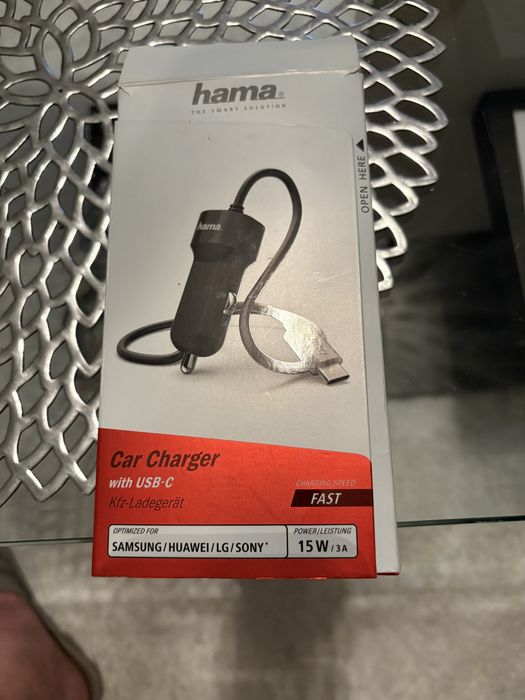 hama®
THE SMART SOLUTION
OPEN HERE
hama.
Car Charger
with USB-C
Kfz-Ladegerät
CHARGING SPEED
FAST
OPTIMIZED FOR
SAMSUNG/HUAWEI/LG/SONY*
POWER/LEISTUNG
15W/3A